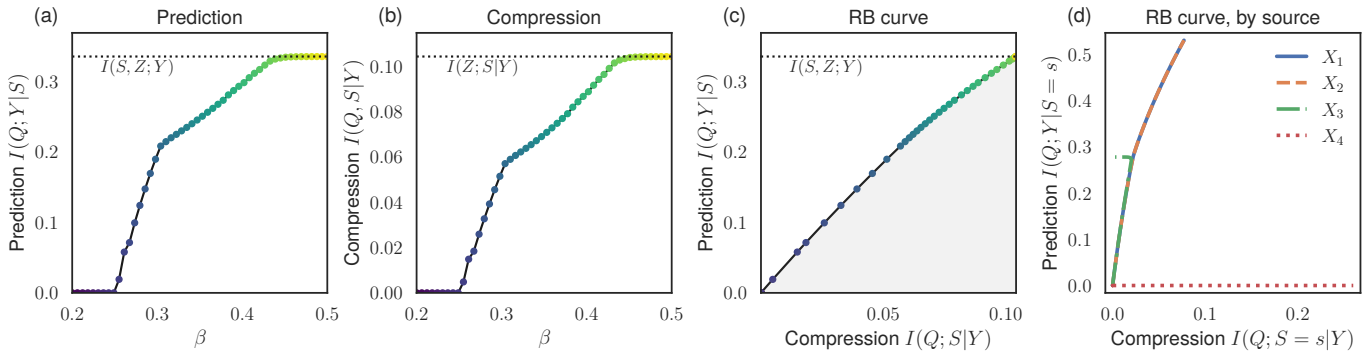 (a) Prediction
Prediction I(Q; Y|S)
0.3
0.2
0.1
0.0
I(S, Z; Y)
0.2 0.3 0.4 0.5
β
(b) Compression
Compression I(Q, S|Y)
0.10
0.08
0.06
0.04
0.02
0.00
I(Z; S|Y)
0.2 0.3 0.4 0.5
β
(c) RB curve
Prediction I(Q; Y|S)
0.3
0.2
0.1
0.0
I(S, Z; Y)
0.05 0.10
Compression I(Q; S|Y)
(d) RB curve, by source
Prediction I(Q; Y|S = s)
0.5
0.4
0.3
0.2
0.1
0.0
X₁
X₂
X₃
X₄
0.0 0.1 0.2
Compression I(Q; S = s|Y)